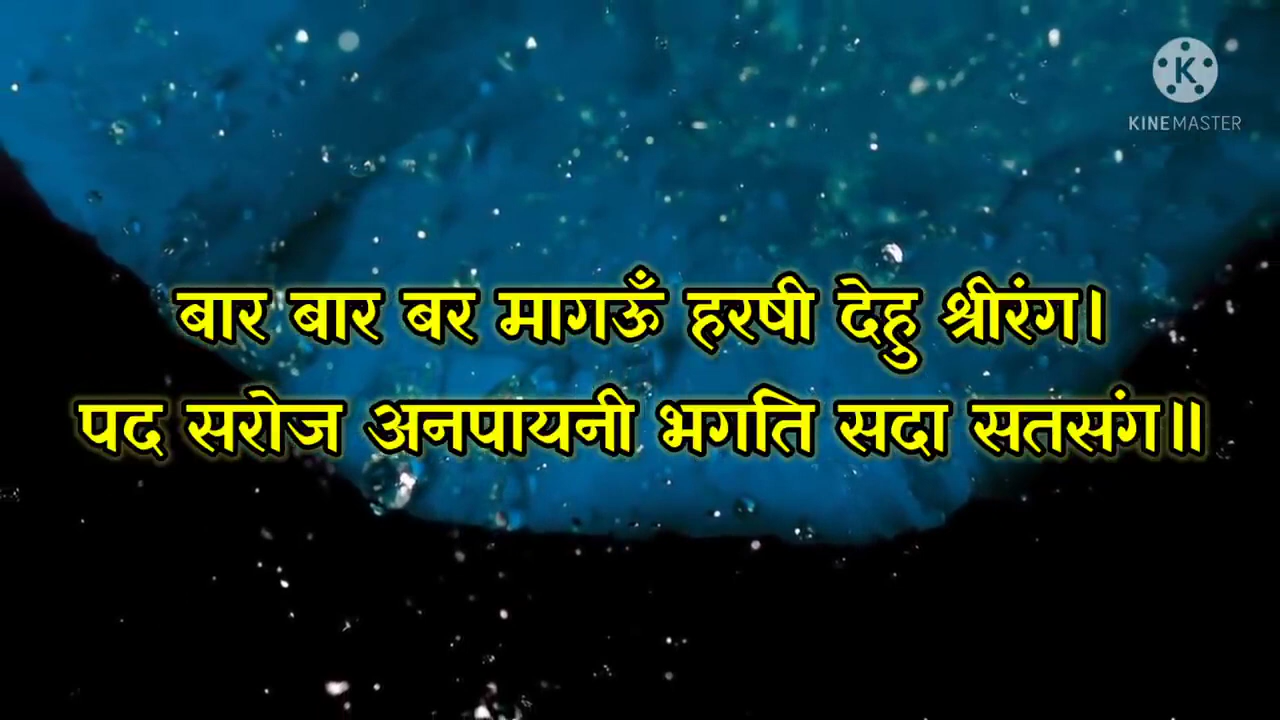 KINEMASTER
बार बार बर मागऊँ हरषी देहु श्रीरंग।
पद सरोज अनपायनी भगति सदा सतसंग॥